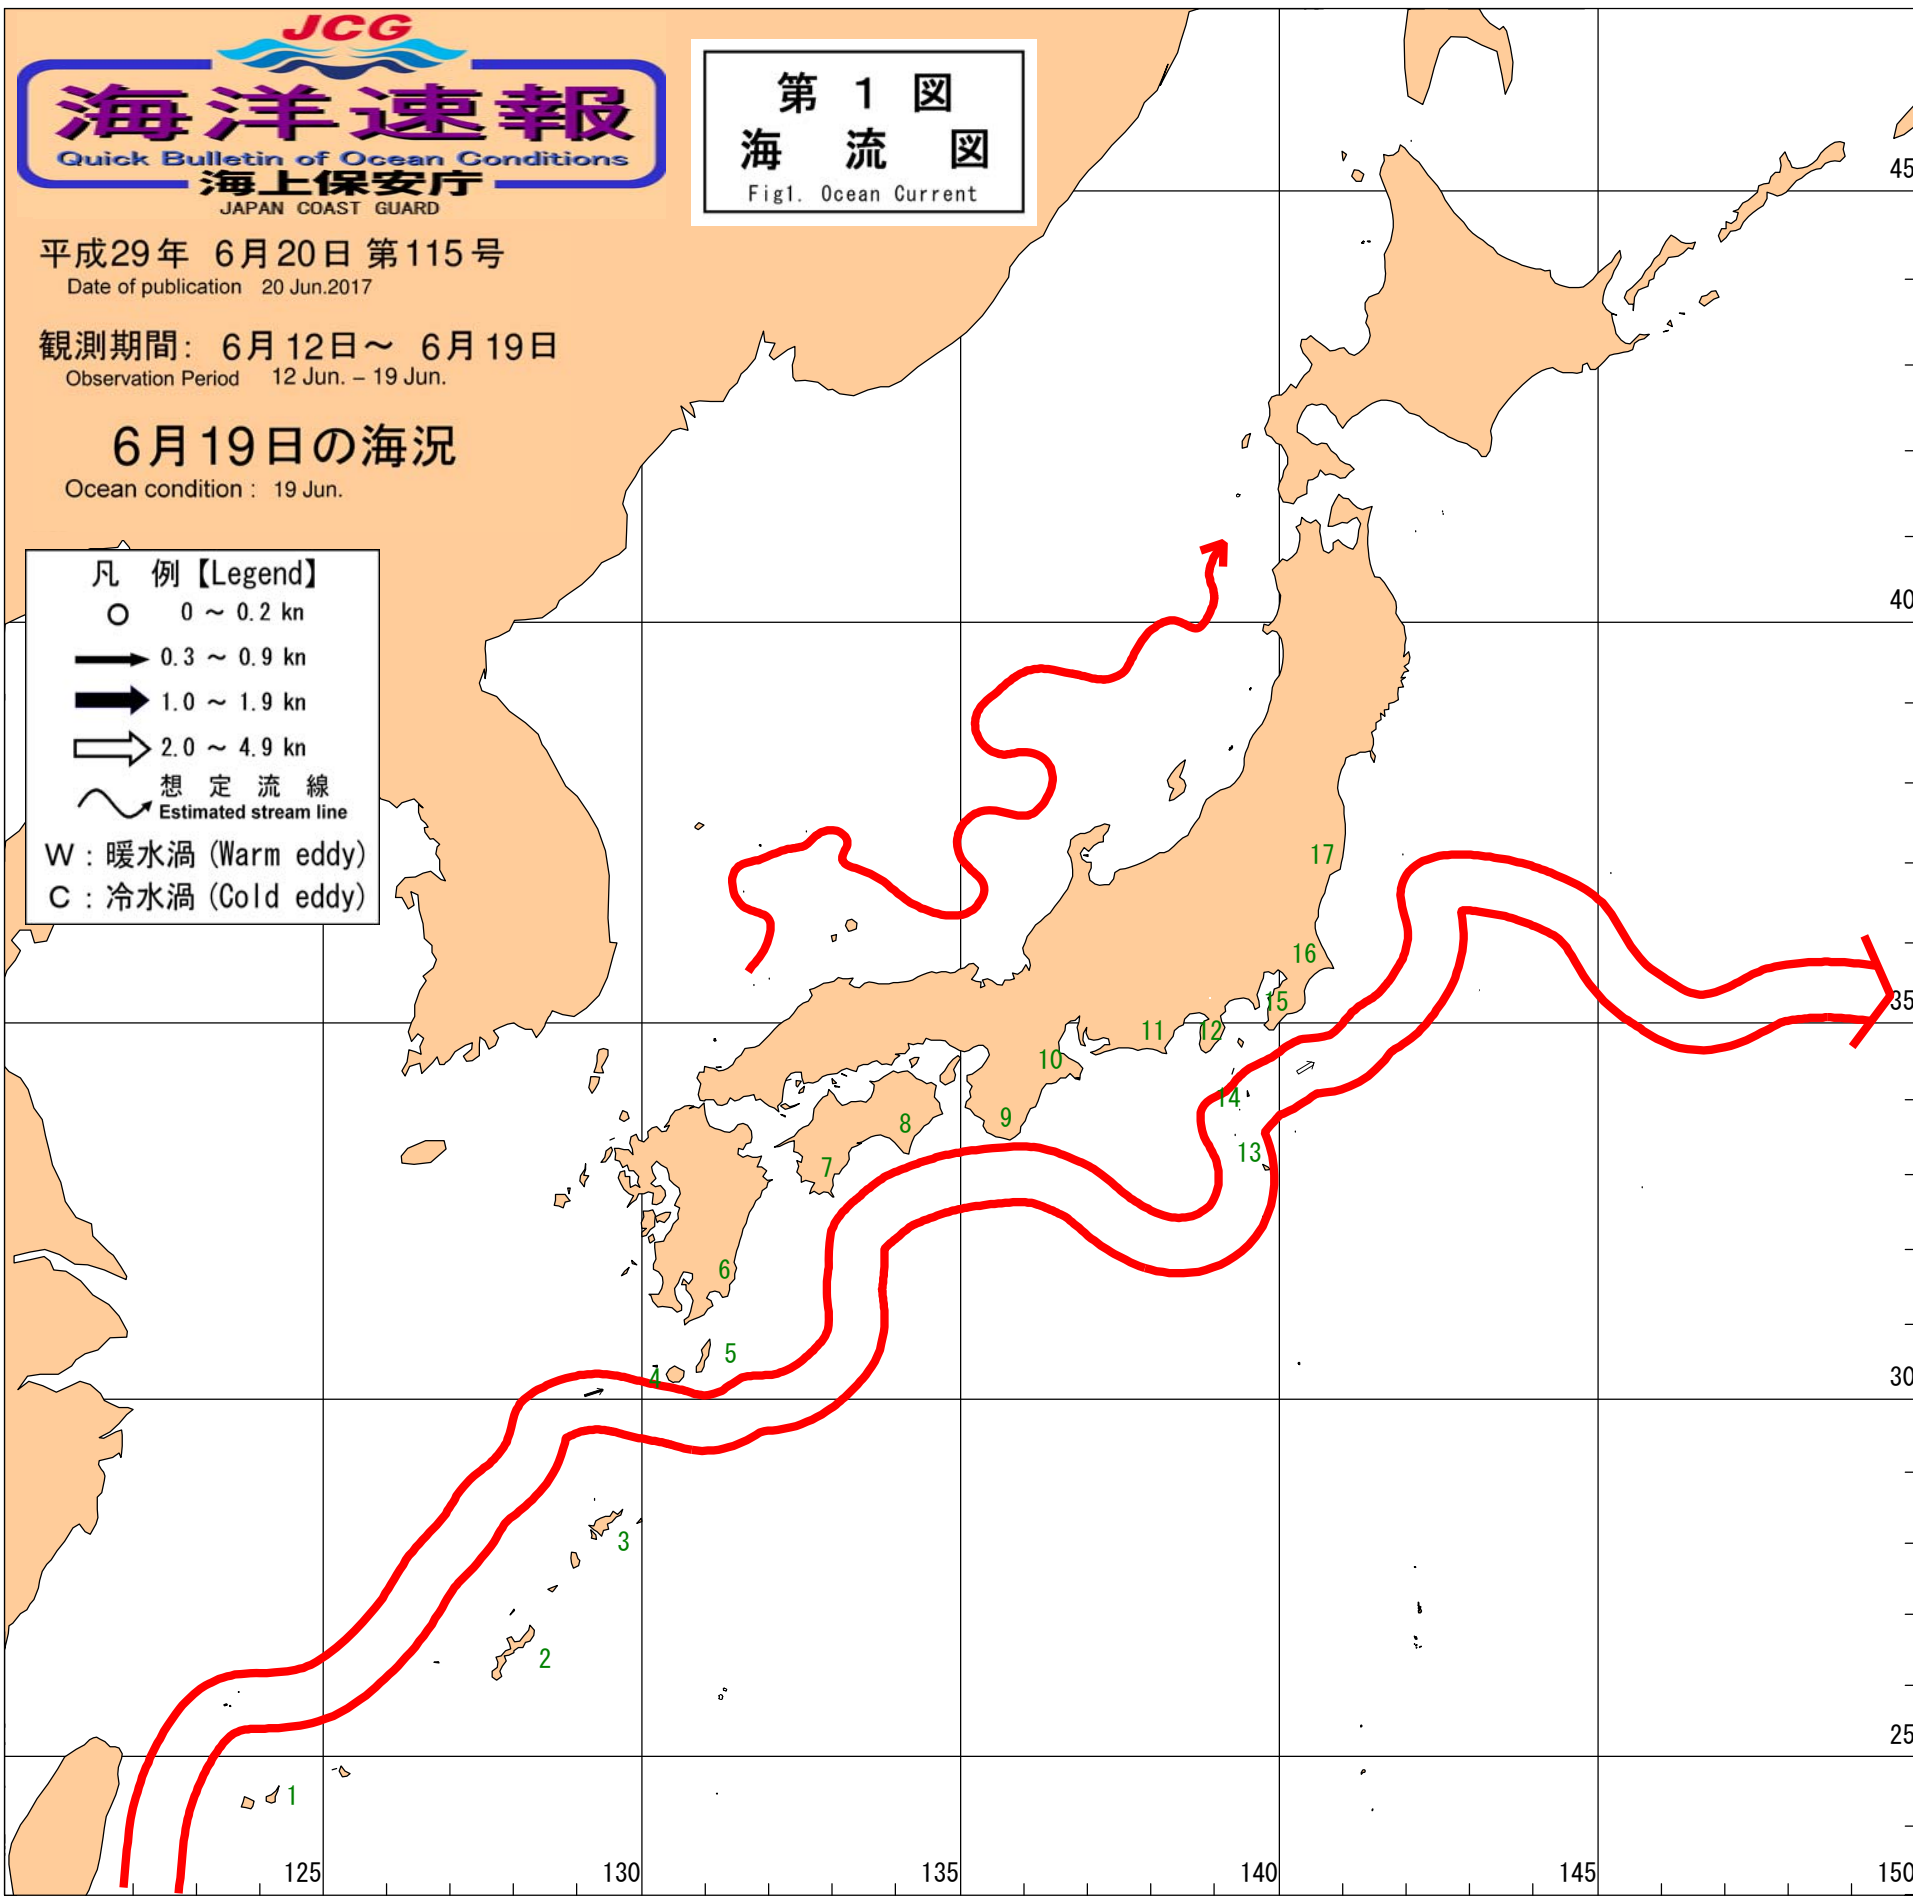 JCG
海洋速報
Quick Bulletin of Ocean Conditions
海上保安庁
JAPAN COAST GUARD
第 1 図
海 流 図
Fig1. Ocean Current
平成29年 6月20日 第115号
Date of publication 20 Jun.2017
観測期間: 6月12日～ 6月19日
Observation Period 12 Jun. – 19 Jun.
6月19日の海況
Ocean condition : 19 Jun.
凡 例【Legend】
0 ～ 0.2 kn
0.3 ～ 0.9 kn
1.0 ～ 1.9 kn
2.0 ～ 4.9 kn
想 定 流 線
Estimated stream line
W : 暖水渦 (Warm eddy)
C : 冷水渦 (Cold eddy)
45
40
35
30
25
17
16
15
14
13
12
11
10
9
8
7
6
5
4
3
2
1
125
130
135
140
145
150